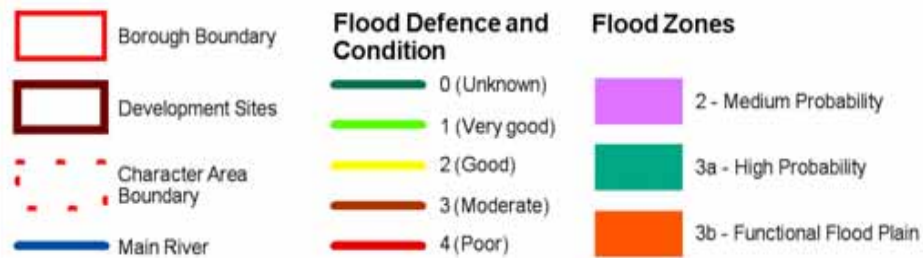 Borough Boundary
Development Sites
Character Area
Boundary
Main River
Flood Defence and
Condition
0 (Unknown)
1 (Very good)
2 (Good)
3 (Moderate)
4 (Poor)
Flood Zones
2 - Medium Probability
3a - High Probability
3b - Functional Flood Plain